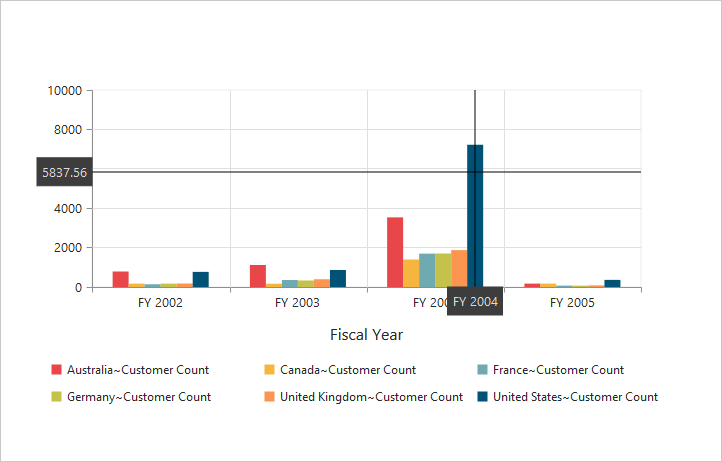 10000
8000
5837.56
4000
2000
0
FY 2002 FY 2003 FY 2004 FY 2005
Fiscal Year
Australia~Customer Count Canada~Customer Count France~Customer Count
Germany~Customer Count United Kingdom~Customer Count United States~Customer Count